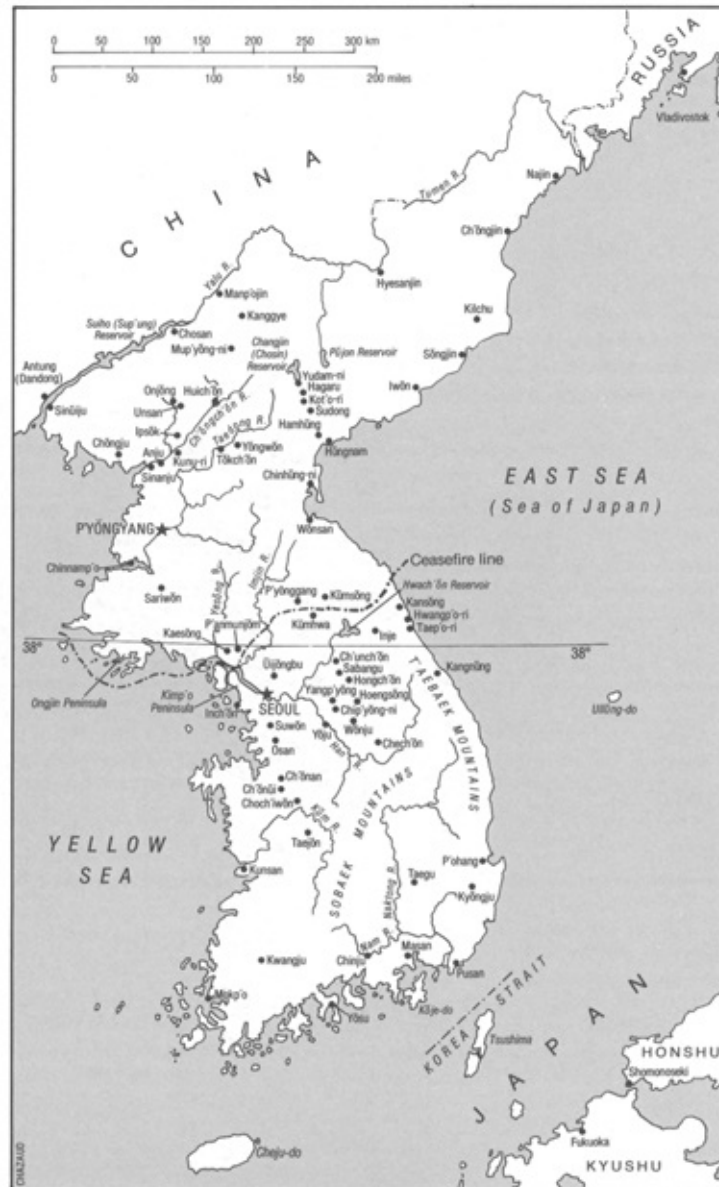 0 50 100 150 200 250 300 km
0 50 100 150 200 miles
RUSSIA
Vladivostok
CHINA
Tumen R.
Najin
Ch'ŏngjin
Yalu R.
Hyesanjin
Manp'ojin
Kanggye
Kilchu
Suiho (Sup'ung)
Reservoir
Chosan
Changjin
(Chosin)
Reservoir
Pŭjon Reservoir
Mup'yŏng-ni
Sŏngjin
Antung
(Dandong)
Yudam-ni
Hagaru
Kot'o-ri
Sudong
Iwŏn
Onjŏng
Huich'ŏn
Sinŭiju
Unsan
Ch'ŏngch'ŏn R.
Taedong R.
Ipsŏk
Hamhŭng
Hŭngnam
Chŏngju
Anju
Yŏngwŏn
Kunu-ri
Tŏkch'ŏn
Sinanju
Chinhŭng-ni
EAST SEA
(Sea of Japan)
P'YŎNGYANG
Wŏnsan
Chinnamp'o
Imjin R.
Ceasefire line
Yesŏng R.
Hwach'ŏn Reservoir
Sariwŏn
P'yŏnggang
Kŭmsŏng
Kansŏng
Hwangp'o-ri
Taep'o-ri
P'anmunjŏm
Kŭmhwa
Kaesŏng
Inje
38°
38°
Ch'unch'ŏn
Ŭijŏngbu
Sabangu
Hongch'ŏn
Kangnŭng
Ongjin Peninsula
Kimp'o
Peninsula
Yangp'yŏng
Hoengsŏng
T'AEBAEK MOUNTAINS
SEOUL
Chip'yŏng-ni
Ullŭng-do
Inch'ŏn
Suwŏn
Yŏju
Wŏnju
Osan
Han R.
Chech'ŏn
Ch'ŏnan
Ch'ŏnŭi
Choch'iwŏn
Kŭm R.
SOBAEK MOUNTAINS
YELLOW
SEA
Taejŏn
Kunsan
P'ohang
Taegu
Kyŏngju
Naktong R.
Nam R.
Masan
Kwangju
Chinju
Pusan
Mokp'o
Yŏsu
Kŏje-do
KOREA STRAIT
Tsushima
JAPAN
HONSHU
Shomonoseki
Fukuoka
KYUSHU
Cheju-do
CHAZAUD